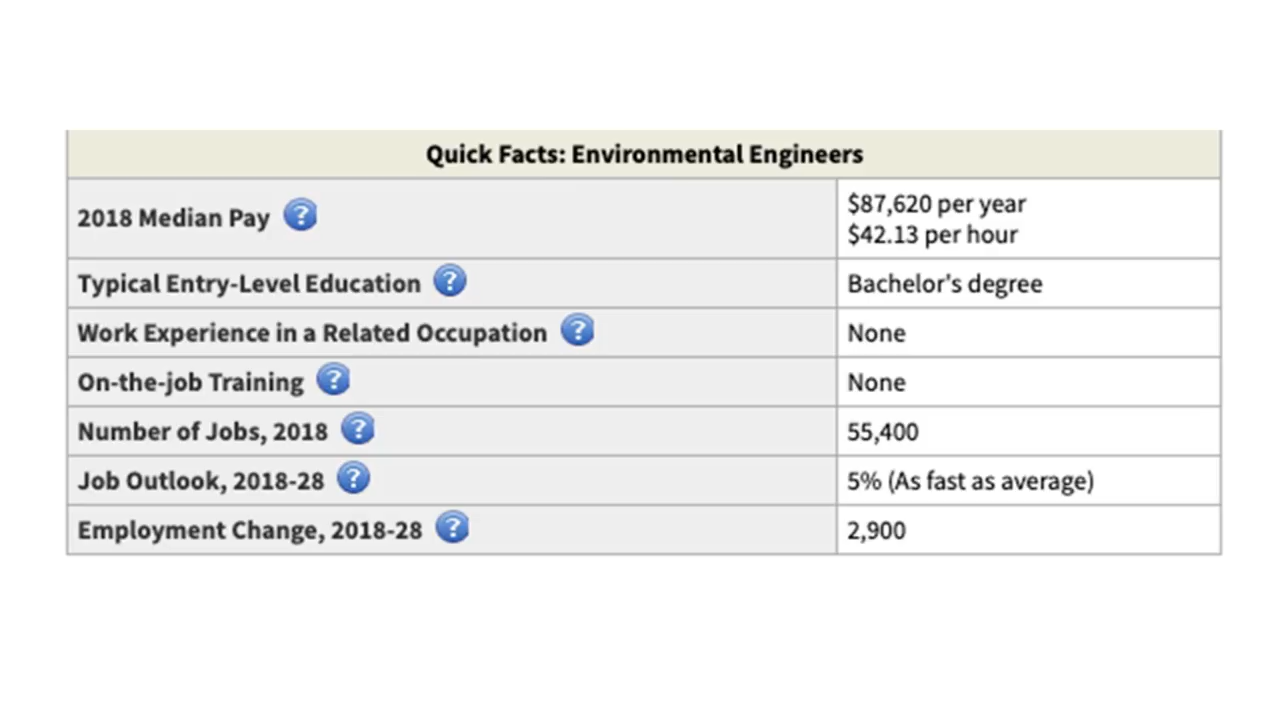 Quick Facts: Environmental Engineers
2018 Median Pay ?
$87,620 per year
$42.13 per hour
Typical Entry-Level Education ?
Bachelor's degree
Work Experience in a Related Occupation ?
None
On-the-job Training ?
None
Number of Jobs, 2018 ?
55,400
Job Outlook, 2018-28 ?
5% (As fast as average)
Employment Change, 2018-28 ?
2,900